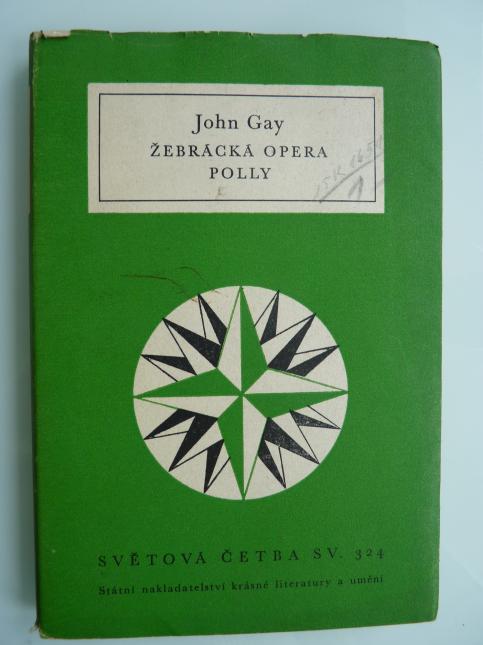 John Gay
ŽEBRÁCKÁ OPERA
POLLY
SVĚTOVÁ ČETBA SV. 324
Státní nakladatelství krásné literatury a umění